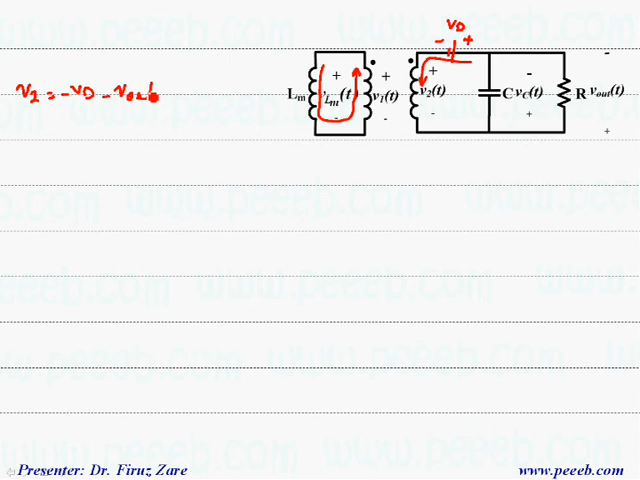 VD
- +
-
v2 = -VD - vout
+ + + -
Lm vLm(t) v1(t) v2(t) C vC(t) R vout(t)
- - - +
+
Presenter: Dr. Firuz Zare www.peeeb.com